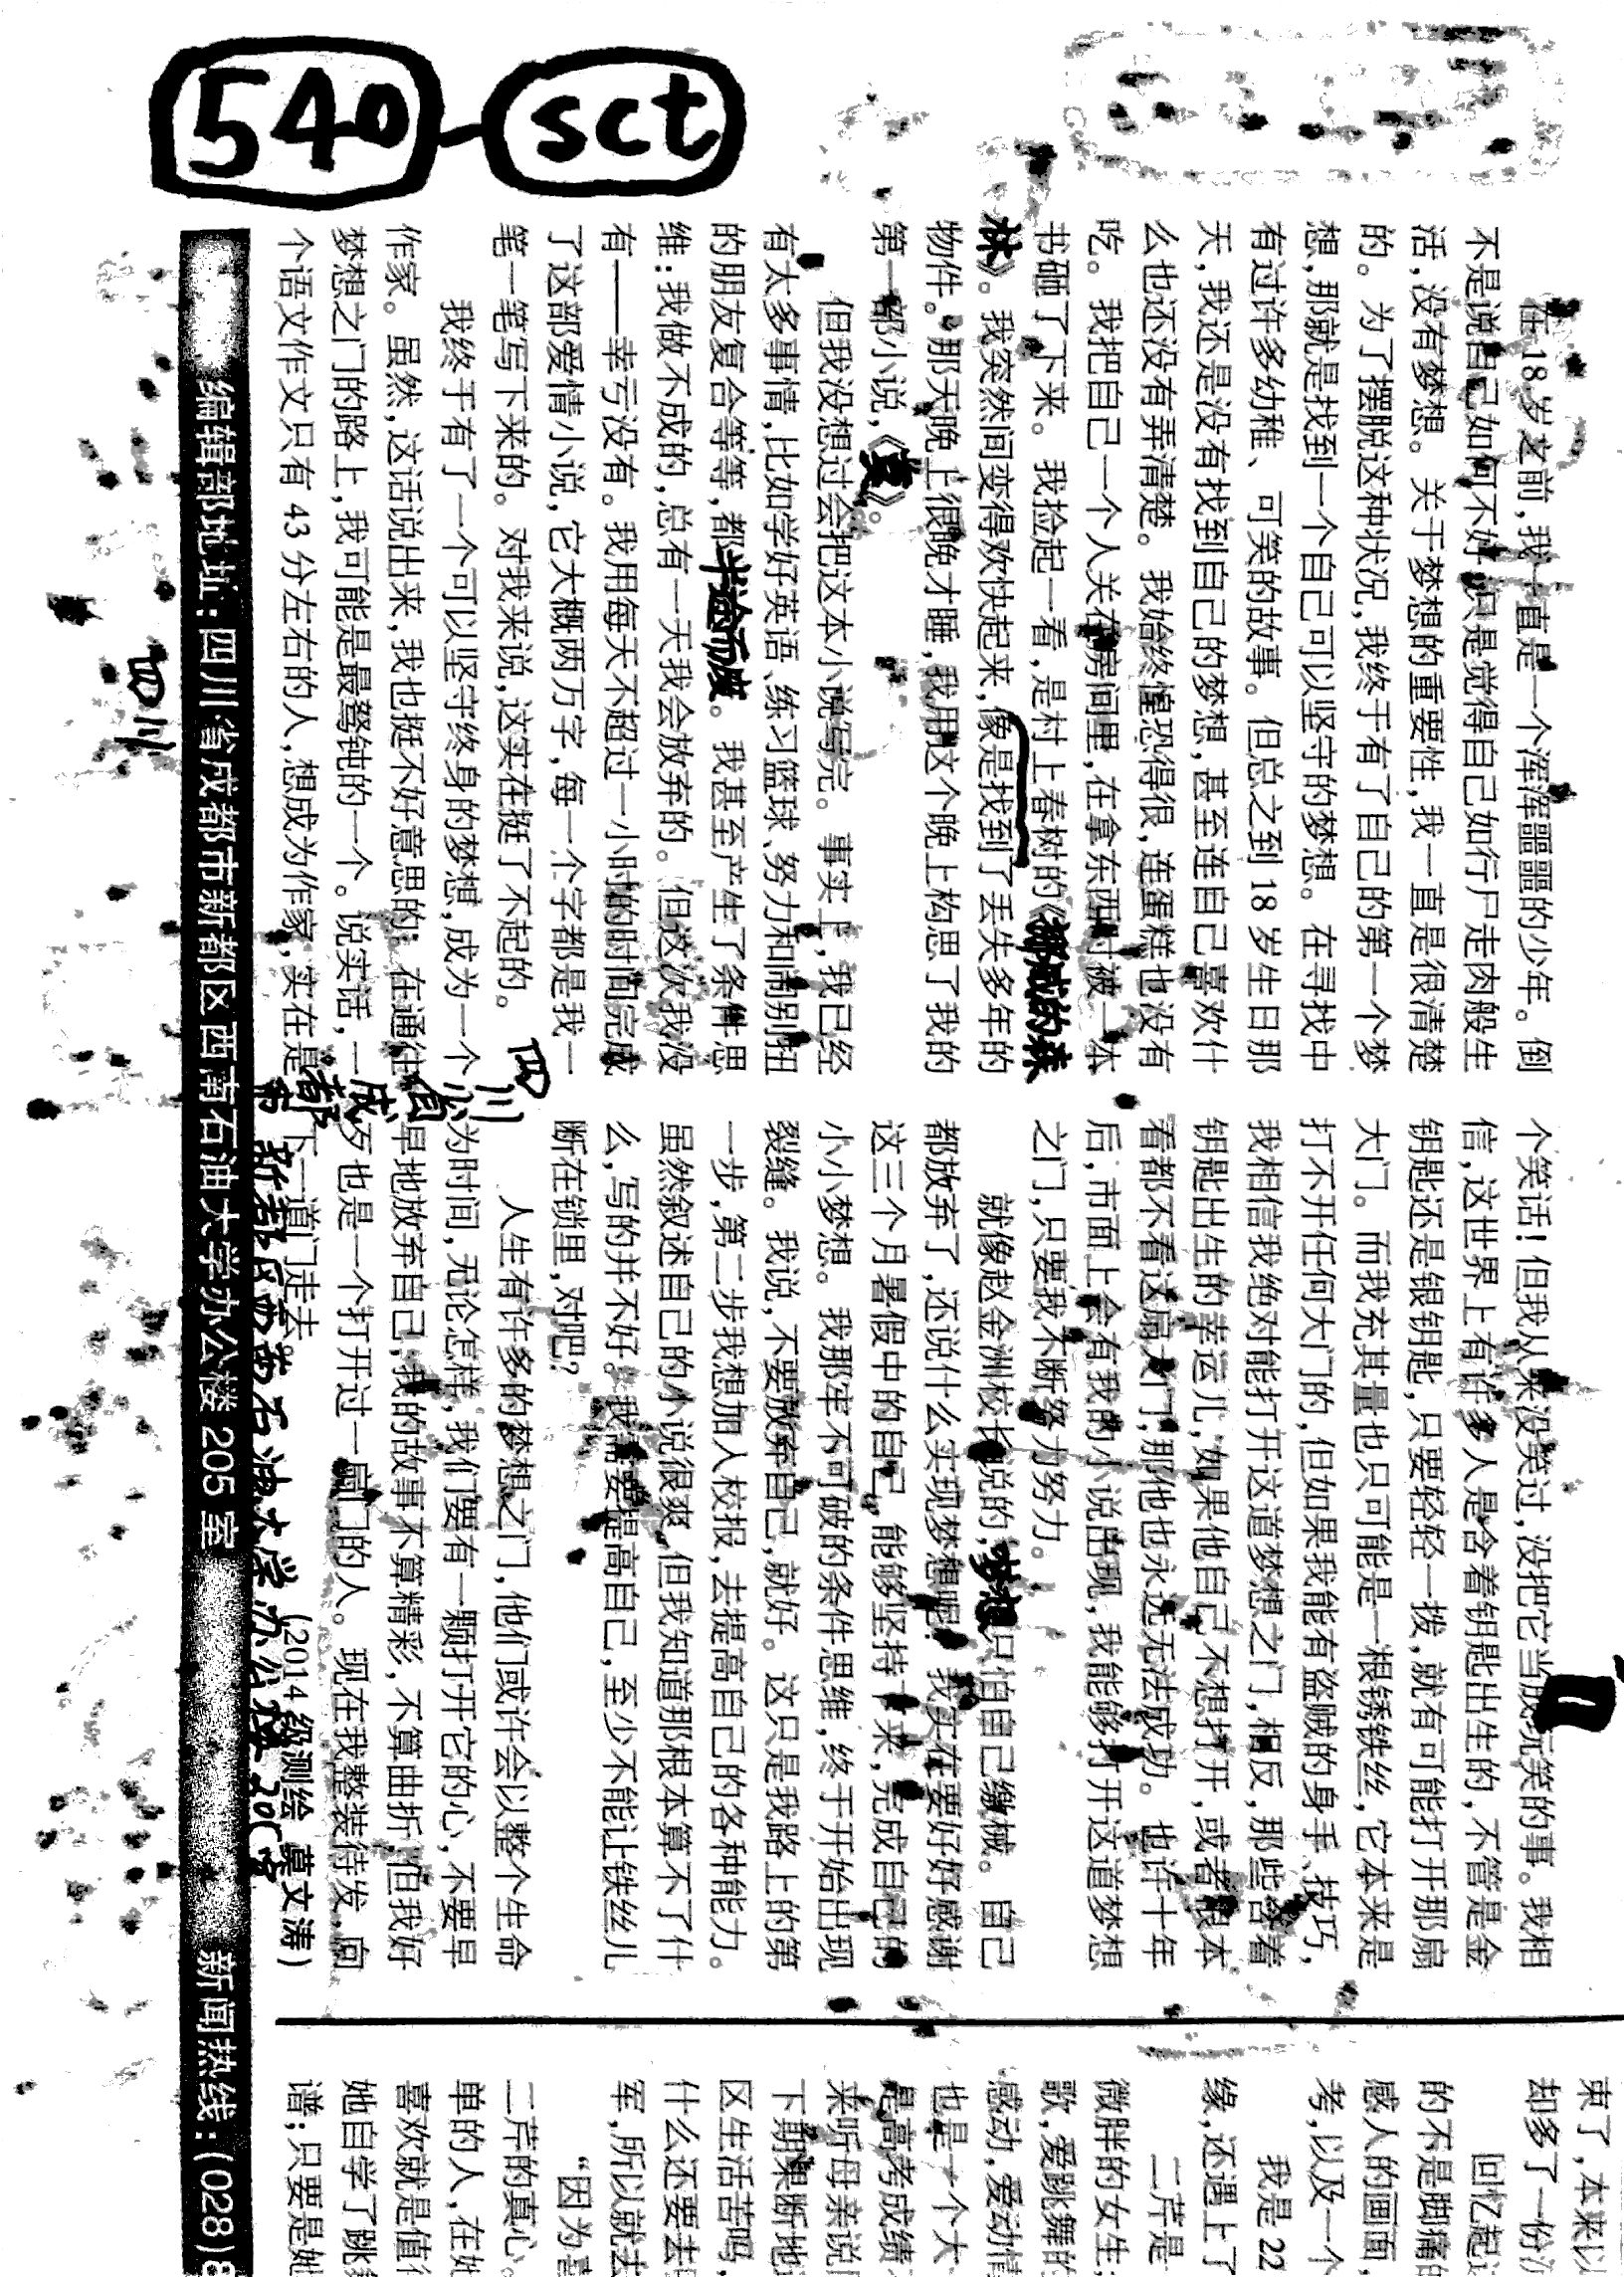 540-sct
在18岁之前,我一直是一个浑浑噩噩的少年。倒
不是说自己如何不好,只是觉得自己如行尸走肉般生
活,没有梦想。关于梦想的重要性,我一直是很清楚
的。为了摆脱这种状况,我终于有了自己的第一个梦
想,那就是找到一个自己可以坚守的梦想。在寻找中
有过许多幼稚、可笑的故事。但总之到18岁生日那
天,我还是没有找到自己的梦想,甚至连自己喜欢什
么也还没有弄清楚。我始终惶恐得很,连蛋糕也没有
吃。我把自己一个人关在房间里,在拿东西时被一本
书砸了下来。我捡起一看,是村上春树的《挪威的森
林》。我突然间变得欢快起来,像是找到了丢失多年的
物件。那天晚上很晚才睡,我用这个晚上构思了我的
第一部小说,《》。
但我没想过会把这本小说写完。事实上,我已经
有太多事情,比如学好英语、练习篮球、努力和闹别扭
的朋友复合等等,都半途而废。我甚至产生了条件思
维:我做不成的,总有一天我会放弃的。但这次我没
有——幸亏没有。我用每天不超过一小时的时间完成
了这部爱情小说,它大概两万字,每一个字都是我一
笔一笔写下来的。对我来说,这实在挺了不起的。
我终于有了一个可以坚守终身的梦想,成为一个
作家。虽然,这话说出来,我也挺不好意思的;在通往
梦想之门的路上,我可能是最驽钝的一个。说实话,一
个语文作文只有43分左右的人,想成为作家,实在是
个笑话!但我从来没笑过,没把它当成玩笑的事。我相
信,这世界上有许多人是含着钥匙出生的,不管是金
钥匙还是银钥匙,只要轻轻一拨,就有可能打开那扇
大门。而我充其量也只可能是一根锈铁丝,它本来是
打不开任何大门的,但如果我能有盗贼的身手、技巧,
我相信我绝对能打开这道梦想之门,相反,那些含着
钥匙出生的幸运儿,如果他自己不想打开,或者根本
看都不看这扇大门,那他也永远无法成功。也许十年
后,市面上会有我的小说出现,我能够打开这道梦想
之门,只要我不断努力努力。
就像赵金洲校长说的,梦想只怕自己缴械。自己
都放弃了,还说什么实现梦想呢?我实在要好好感谢
这三个月暑假中的自己,能够坚持下来,完成自己的
小小梦想。我那牢不可破的条件思维,终于开始出现
裂缝。我说,不要放弃自己,就好。这只是我路上的第
一步,第二步我想加入校报,去提高自己的各种能力。
虽然叙述自己的小说很爽,但我知道那根本算不了什
么,写的并不好。我需要提高自己,至少不能让铁丝儿
断在锁里,对吧?
人生有许多的梦想之门,他们或许会以整个生命
为时间,无论怎样,我们要有一颗打开它的心,不要早
早地放弃自己,我的故事不算精彩,不算曲折,但我好
歹也是一个打开过一扇门的人。现在我整装待发,向
下一道门走去。
(2014级测绘 莫文涛)
四川省成都市新都区西南石油大学办公楼205室
编辑部地址:四川省成都市新都区西南石油大学办公楼205室 新闻热线:(028)8
四川
束了,本来以
却多了一份
回忆起
的不是脚痛
感人的画面,
考,以及一个
我是22
缘,还遇上了
二芹是
微胖的女生,
歌,爱跳舞的
感动,爱动情
也是一个大
是高考成绩
来听母亲说
下期果断地
区生活苦吗,
什么还要去
军,所以就去
“因为喜
二芹的真心。
单的人,在她
喜欢就是值
她自学了跳
谱;只要是她